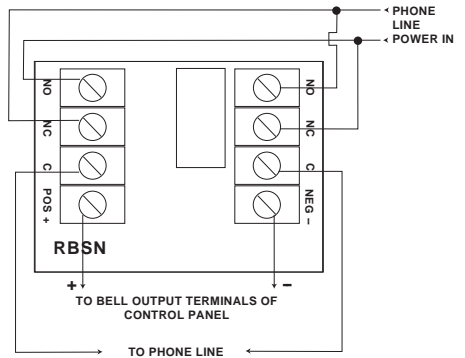 PHONE
LINE
POWER IN
NO
NO
NC
NC
C
C
POS +
NEG –
RBSN
+ –
TO BELL OUTPUT TERMINALS OF
CONTROL PANEL
TO PHONE LINE